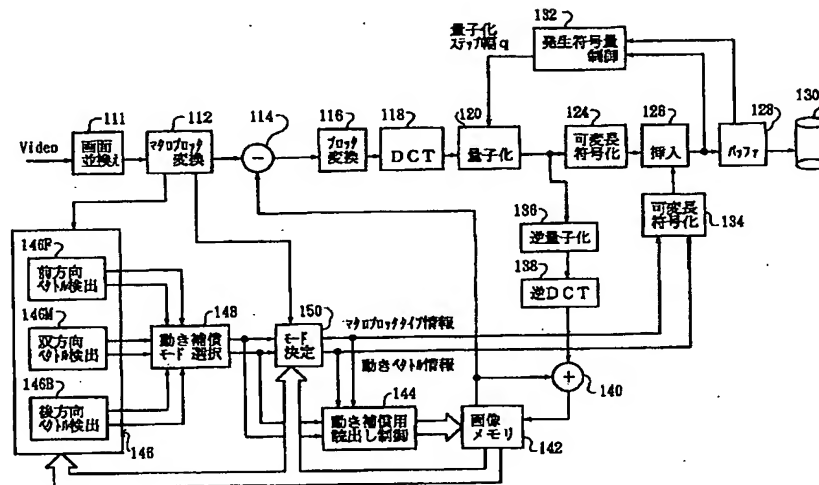 132
量子化
ステップ幅q
発生符号量
制御
111
112
114
116
118
120
124
126
128
130
Video
画面
並換え
マクロブロック
変換
−
ブロック
変換
DCT
量子化
可変長
符号化
挿入
バッファ
可変長
符号化
134
136
逆量子化
138
逆DCT
146F
前方向
ベクトル検出
146M
双方向
ベクトル検出
146B
後方向
ベクトル検出
146
148
動き補償
モード選択
150
モード
決定
マクロブロックタイプ情報
動きベクトル情報
144
動き補償用
読出し制御
+
140
画像
メモリ
142